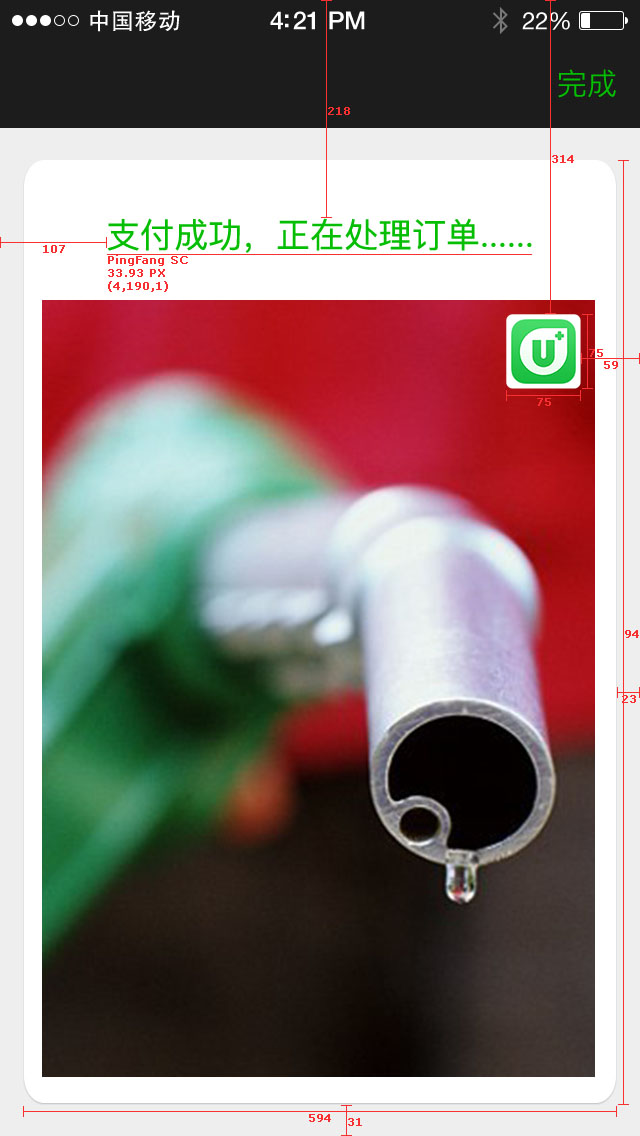 中国移动 4:21 PM 22%
完成
218
314
支付成功，正在处理订单......
107
PingFang SC
33.93 PX
(4,190,1)
U+
75
59
75
94
23
594
31